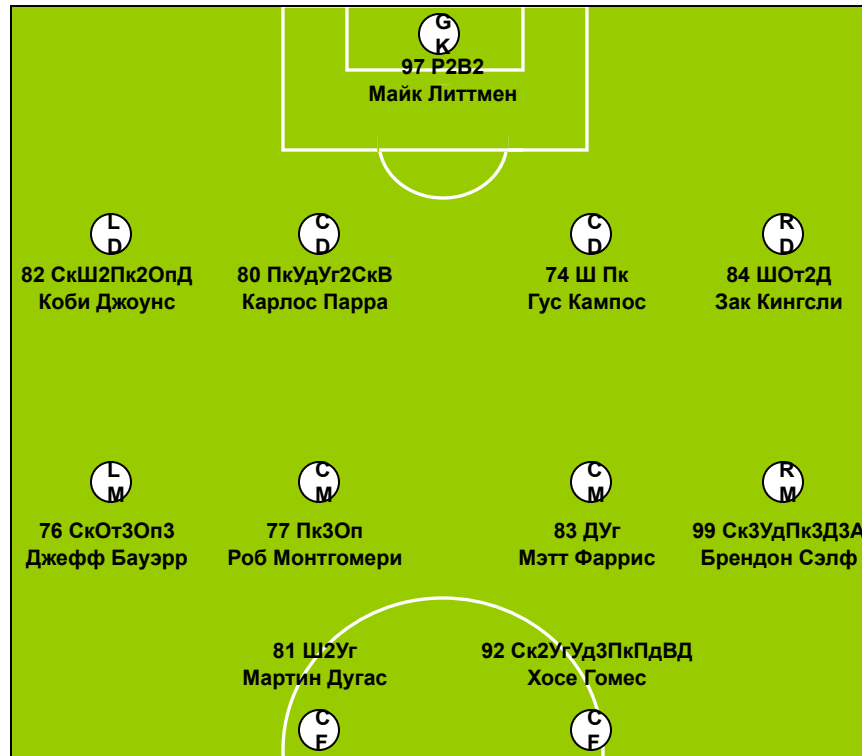 G
K
97 Р2В2
Майк Литтмен
L
D
82 СкШ2Пк2ОпД
Коби Джоунс
C
D
80 ПкУдУг2СкВ
Карлос Парра
C
D
74 Ш Пк
Гус Кампос
R
D
84 ШОт2Д
Зак Кингсли
L
M
76 СкОт3Оп3
Джефф Бауэрр
C
M
77 Пк3Оп
Роб Монтгомери
C
M
83 ДУг
Мэтт Фаррис
R
M
99 Ск3УдПк3Д3А
Брендон Сэлф
81 Ш2Уг
Мартин Дугас
C
F
92 Ск2УгУд3ПкПдВД
Хосе Гомес
C
F